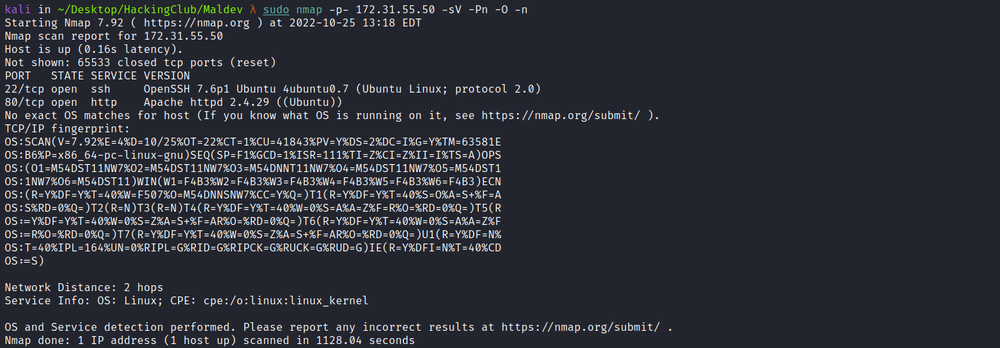 kali in ~/Desktop/HackingClub/Maldev λ sudo nmap -p- 172.31.55.50 -sV -Pn -O -n
Starting Nmap 7.92 ( https://nmap.org ) at 2022-10-25 13:18 EDT
Nmap scan report for 172.31.55.50
Host is up (0.16s latency).
Not shown: 65533 closed tcp ports (reset)
PORT   STATE SERVICE VERSION
22/tcp open  ssh     OpenSSH 7.6p1 Ubuntu 4ubuntu0.7 (Ubuntu Linux; protocol 2.0)
80/tcp open  http    Apache httpd 2.4.29 ((Ubuntu))
No exact OS matches for host (If you know what OS is running on it, see https://nmap.org/submit/ ).
TCP/IP fingerprint:
OS:SCAN(V=7.92%E=4%D=10/25%OT=22%CT=1%CU=41843%PV=Y%DS=2%DC=I%G=Y%TM=63581E
OS:B6%P=x86_64-pc-linux-gnu)SEQ(SP=F1%GCD=1%ISR=111%TI=Z%CI=Z%II=I%TS=A)OPS
OS:(O1=M54DST11NW7%O2=M54DST11NW7%O3=M54DNNT11NW7%O4=M54DST11NW7%O5=M54DST1
OS:1NW7%O6=M54DST11)WIN(W1=F4B3%W2=F4B3%W3=F4B3%W4=F4B3%W5=F4B3%W6=F4B3)ECN
OS:(R=Y%DF=Y%T=40%W=F507%O=M54DNNSNW7%CC=Y%Q=)T1(R=Y%DF=Y%T=40%S=O%A=S+%F=A
OS:S%RD=0%Q=)T2(R=N)T3(R=N)T4(R=Y%DF=Y%T=40%W=0%S=A%A=Z%F=R%O=%RD=0%Q=)T5(R
OS:=Y%DF=Y%T=40%W=0%S=Z%A=S+%F=AR%O=%RD=0%Q=)T6(R=Y%DF=Y%T=40%W=0%S=A%A=Z%F
OS:=R%O=%RD=0%Q=)T7(R=Y%DF=Y%T=40%W=0%S=Z%A=S+%F=AR%O=%RD=0%Q=)U1(R=Y%DF=N%
OS:T=40%IPL=164%UN=0%RIPL=G%RID=G%RIPCK=G%RUCK=G%RUD=G)IE(R=Y%DFI=N%T=40%CD
OS:=S)
Network Distance: 2 hops
Service Info: OS: Linux; CPE: cpe:/o:linux:linux_kernel
OS and Service detection performed. Please report any incorrect results at https://nmap.org/submit/ .
Nmap done: 1 IP address (1 host up) scanned in 1128.04 seconds